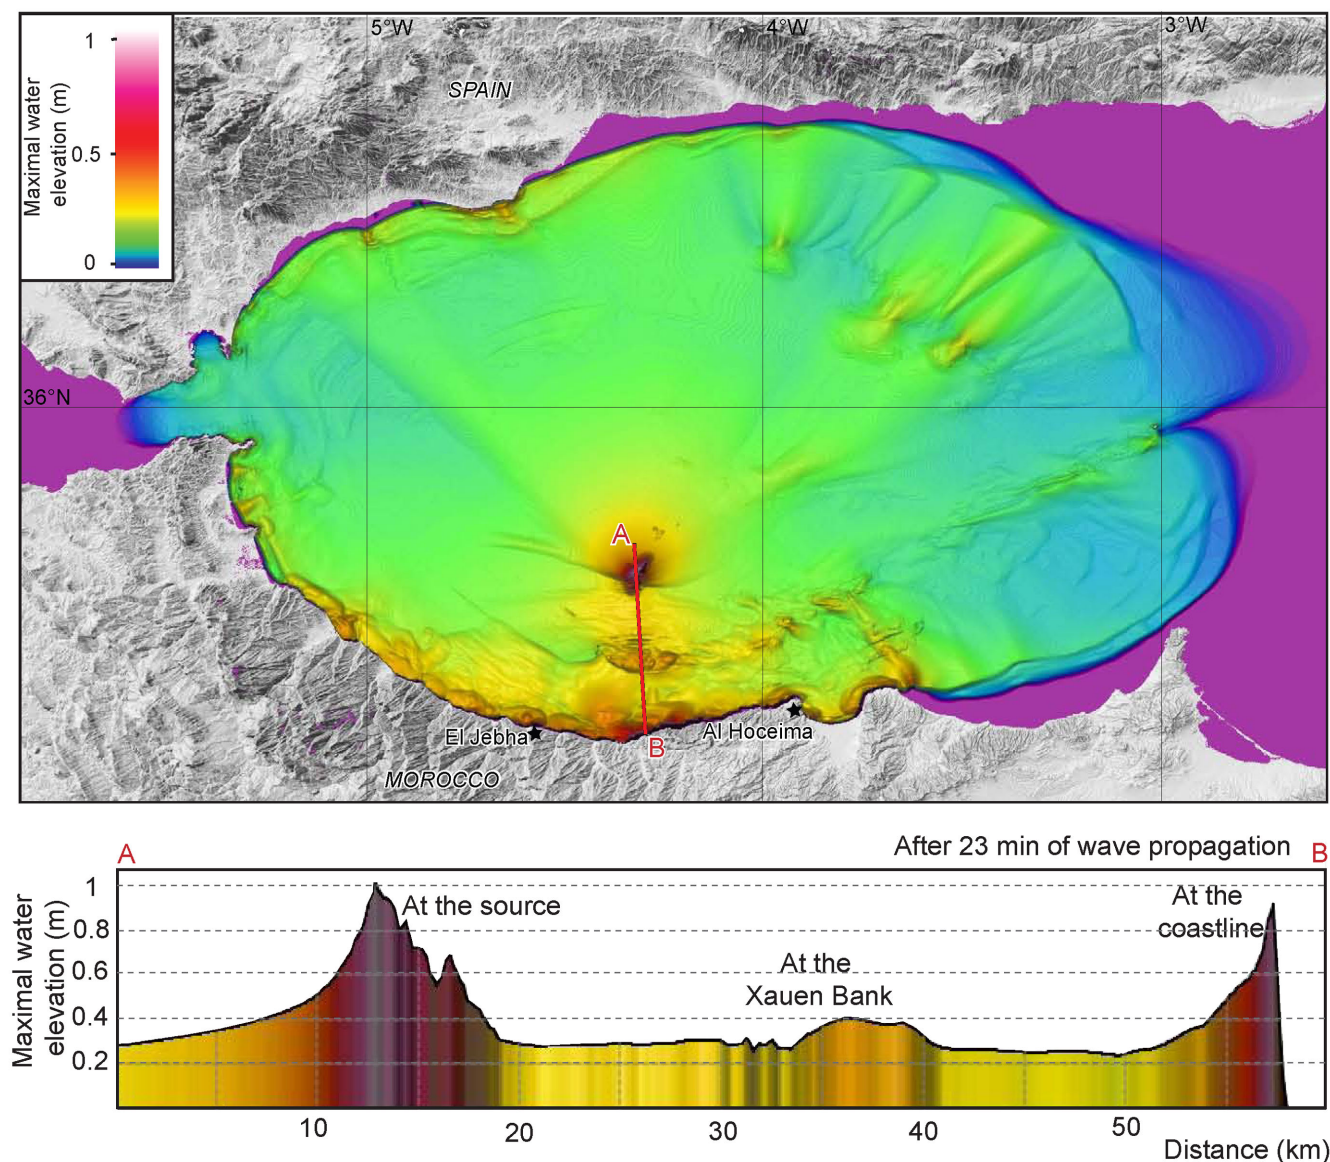 5°W
4°W
3°W
1
0.5
0
Maximal water
elevation (m)
SPAIN
36°N
A
El Jebha
B
Al Hoceima
MOROCCO
After 23 min of wave propagation
A
B
Maximal water
elevation (m)
1
0.8
0.6
0.4
0.2
At the source
At the
Xauen Bank
At the
coastline
10
20
30
40
50
Distance (km)